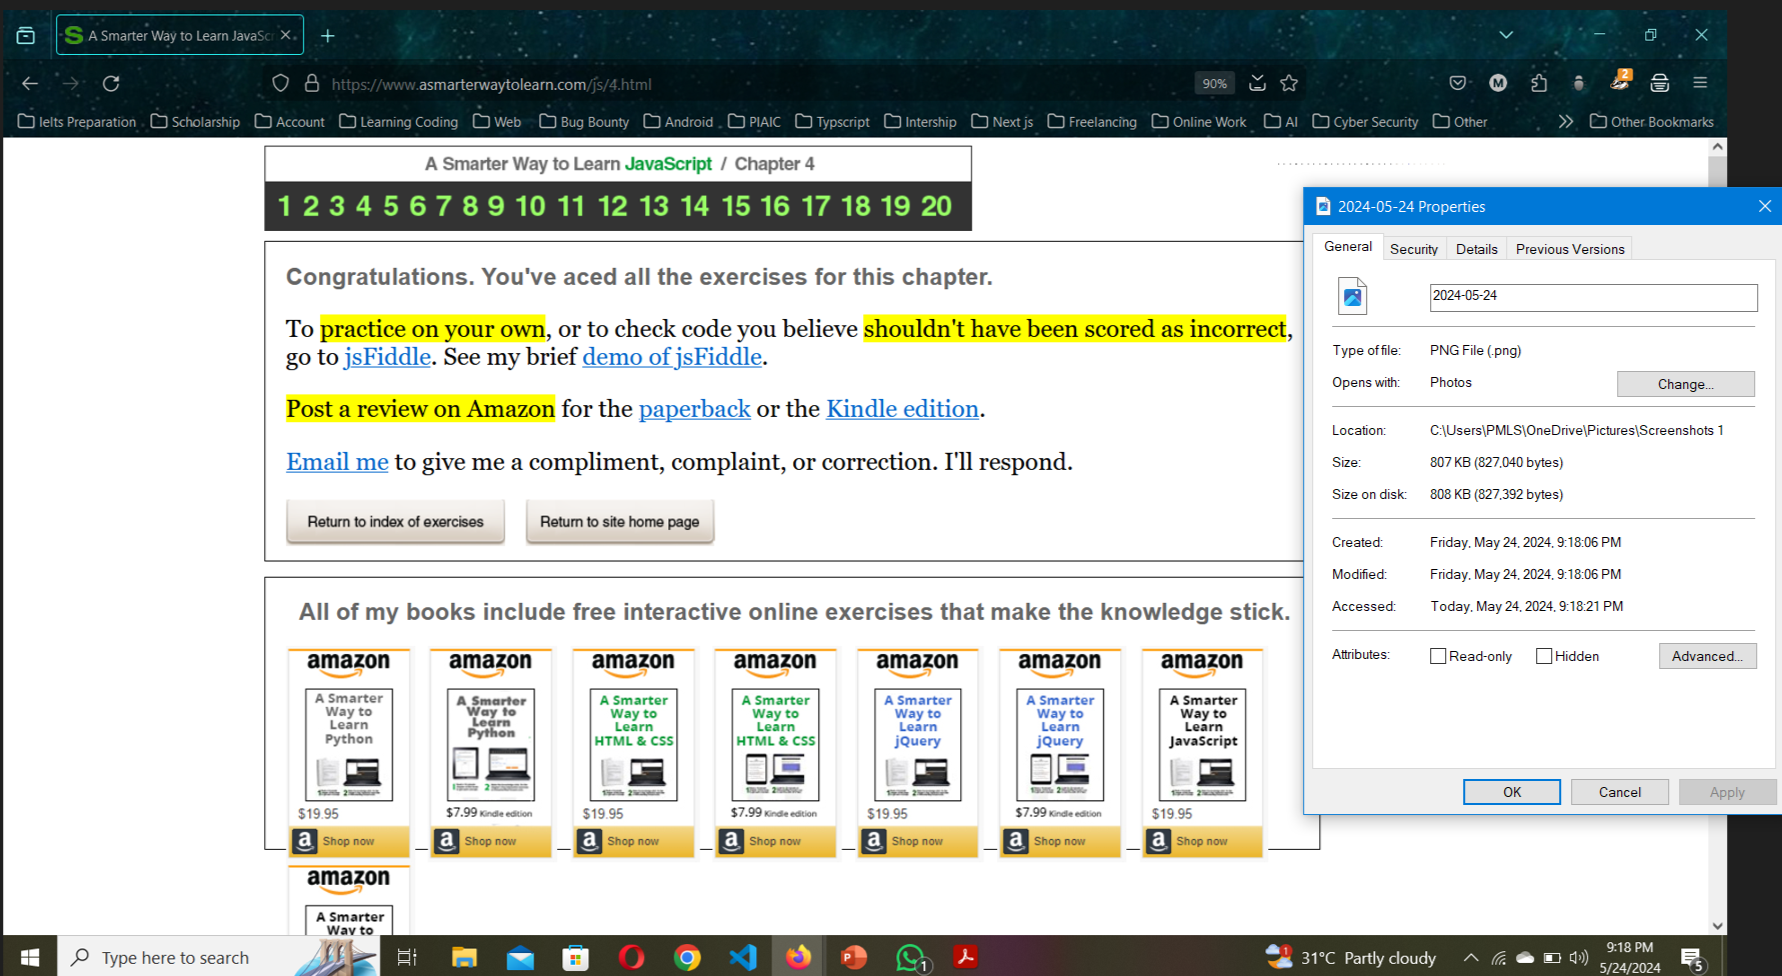 A Smarter Way to Learn JavaSc
https://www.asmarterwaytolearn.com/js/4.html
90%
M
2
Ielts Preparation Scholarship Account Learning Coding Web Bug Bounty Android PIAIC Typscript Intership Next js Freelancing Online Work AI Cyber Security Other Other Bookmarks
A Smarter Way to Learn JavaScript / Chapter 4
1 2 3 4 5 6 7 8 9 10 11 12 13 14 15 16 17 18 19 20
Congratulations. You've aced all the exercises for this chapter.
To practice on your own, or to check code you believe shouldn't have been scored as incorrect,
go to jsFiddle. See my brief demo of jsFiddle.
Post a review on Amazon for the paperback or the Kindle edition.
Email me to give me a compliment, complaint, or correction. I'll respond.
Return to index of exercises Return to site home page
All of my books include free interactive online exercises that make the knowledge stick.
amazon
A Smarter
Way to
Learn
Python
$19.95
a Shop now
amazon
A Smarter
Way to
Learn
Python
$7.99 Kindle edition
a Shop now
amazon
A Smarter
Way to
Learn
HTML & CSS
$19.95
a Shop now
amazon
A Smarter
Way to
Learn
HTML & CSS
$7.99 Kindle edition
a Shop now
amazon
A Smarter
Way to
Learn
jQuery
$19.95
a Shop now
amazon
A Smarter
Way to
Learn
jQuery
$7.99 Kindle edition
a Shop now
amazon
A Smarter
Way to
Learn
JavaScript
$19.95
a Shop now
amazon
A Smarter
Way to
2024-05-24 Properties
General Security Details Previous Versions
2024-05-24
Type of file: PNG File (.png)
Opens with: Photos Change...
Location: C:\Users\PMLS\OneDrive\Pictures\Screenshots 1
Size: 807 KB (827,040 bytes)
Size on disk: 808 KB (827,392 bytes)
Created: Friday, May 24, 2024, 9:18:06 PM
Modified: Friday, May 24, 2024, 9:18:06 PM
Accessed: Today, May 24, 2024, 9:18:21 PM
Attributes: Read-only Hidden Advanced...
OK Cancel Apply
Type here to search
1
1
31°C Partly cloudy
9:18 PM
5/24/2024
5